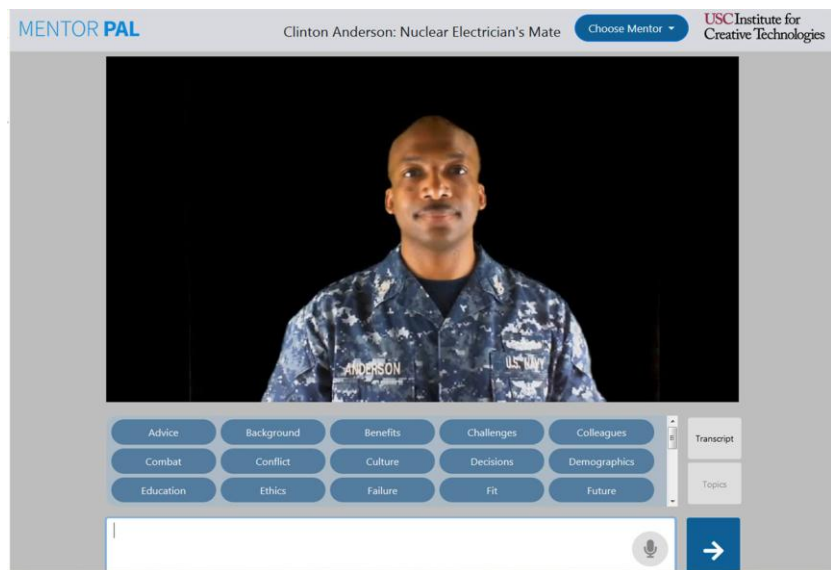 MENTOR PAL
Clinton Anderson: Nuclear Electrician's Mate
Choose Mentor
USC Institute for
Creative Technologies
ANDERSON
U.S. NAVY
Advice Background Benefits Challenges Colleagues
Transcript
Combat Conflict Culture Decisions Demographics
Education Ethics Failure Fit Future
Topics